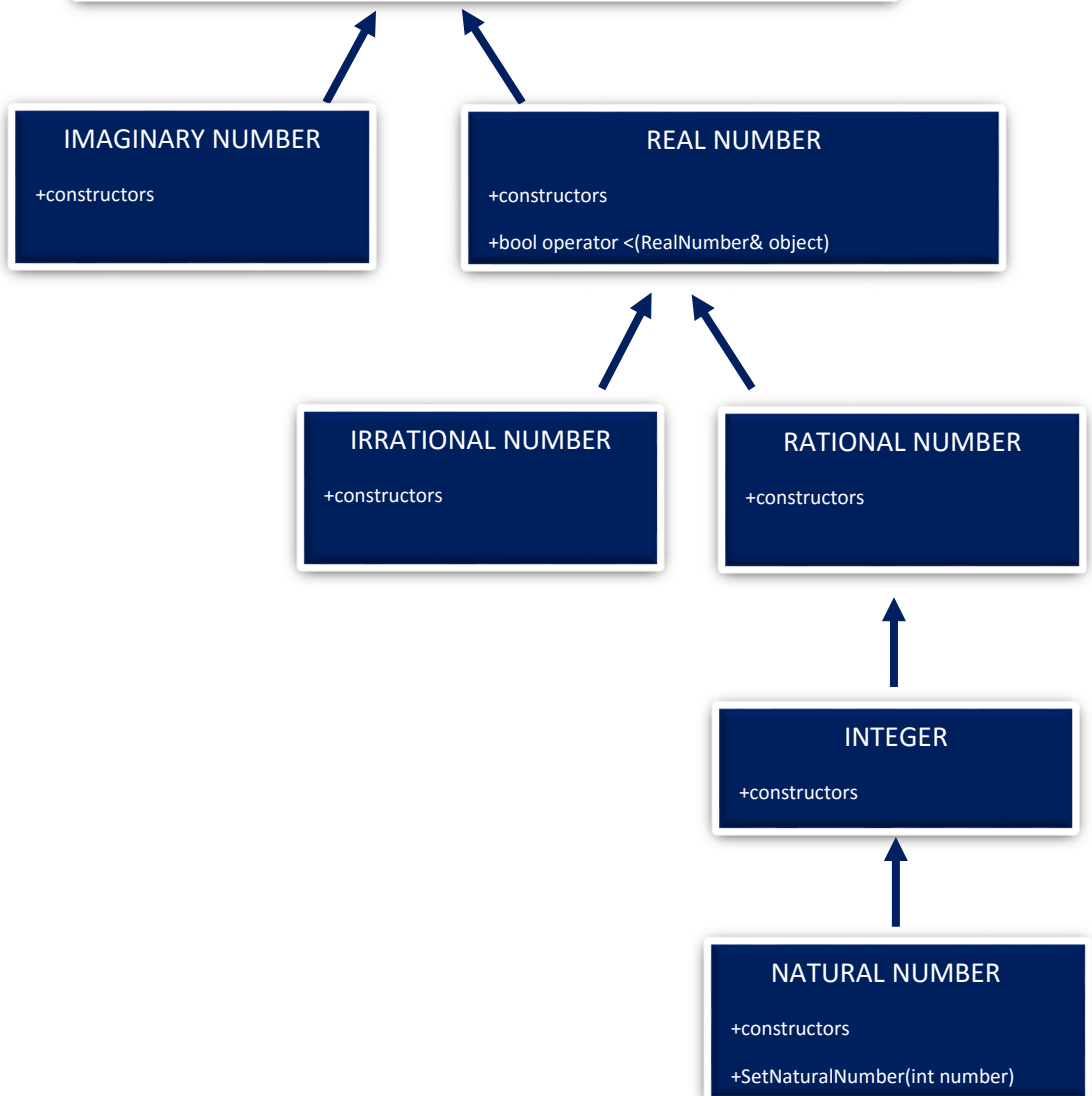 IMAGINARY NUMBER
+constructors
REAL NUMBER
+constructors
+bool operator <(RealNumber& object)
IRRATIONAL NUMBER
+constructors
RATIONAL NUMBER
+constructors
INTEGER
+constructors
NATURAL NUMBER
+constructors
+SetNaturalNumber(int number)